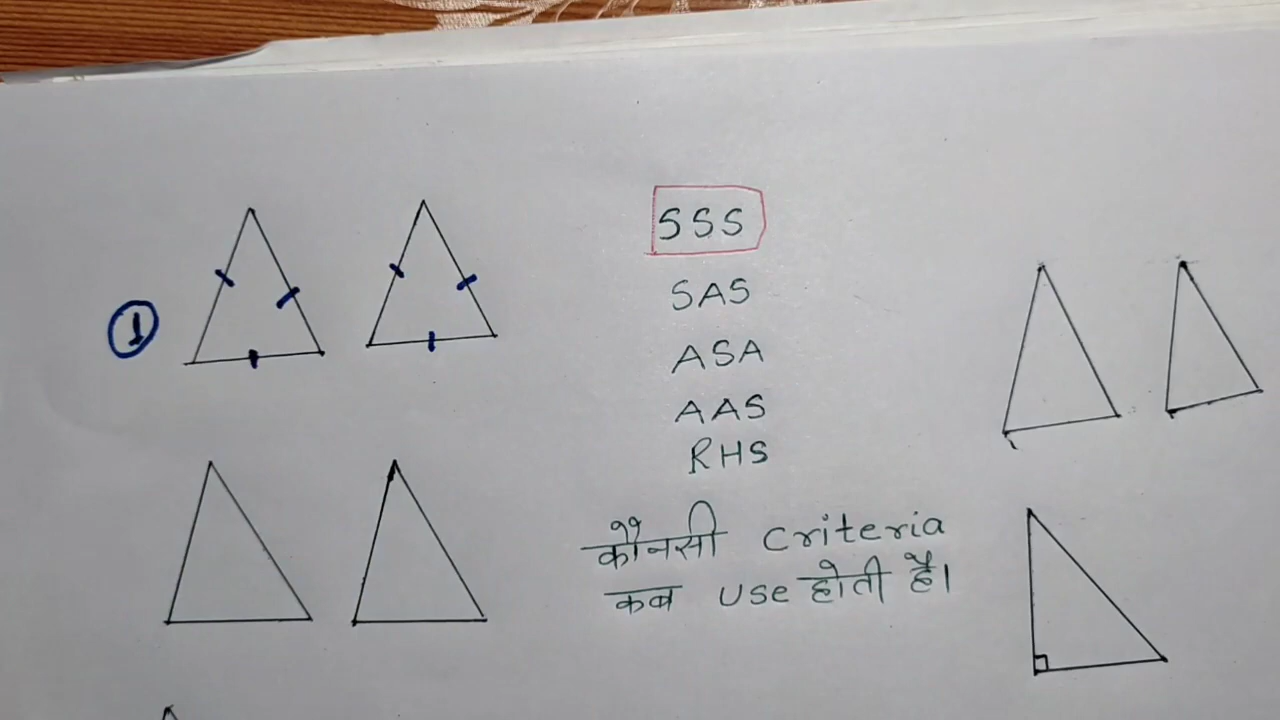 ①
SSS
SAS
ASA
AAS
RHS
कौनसी criteria
कब use होती है।